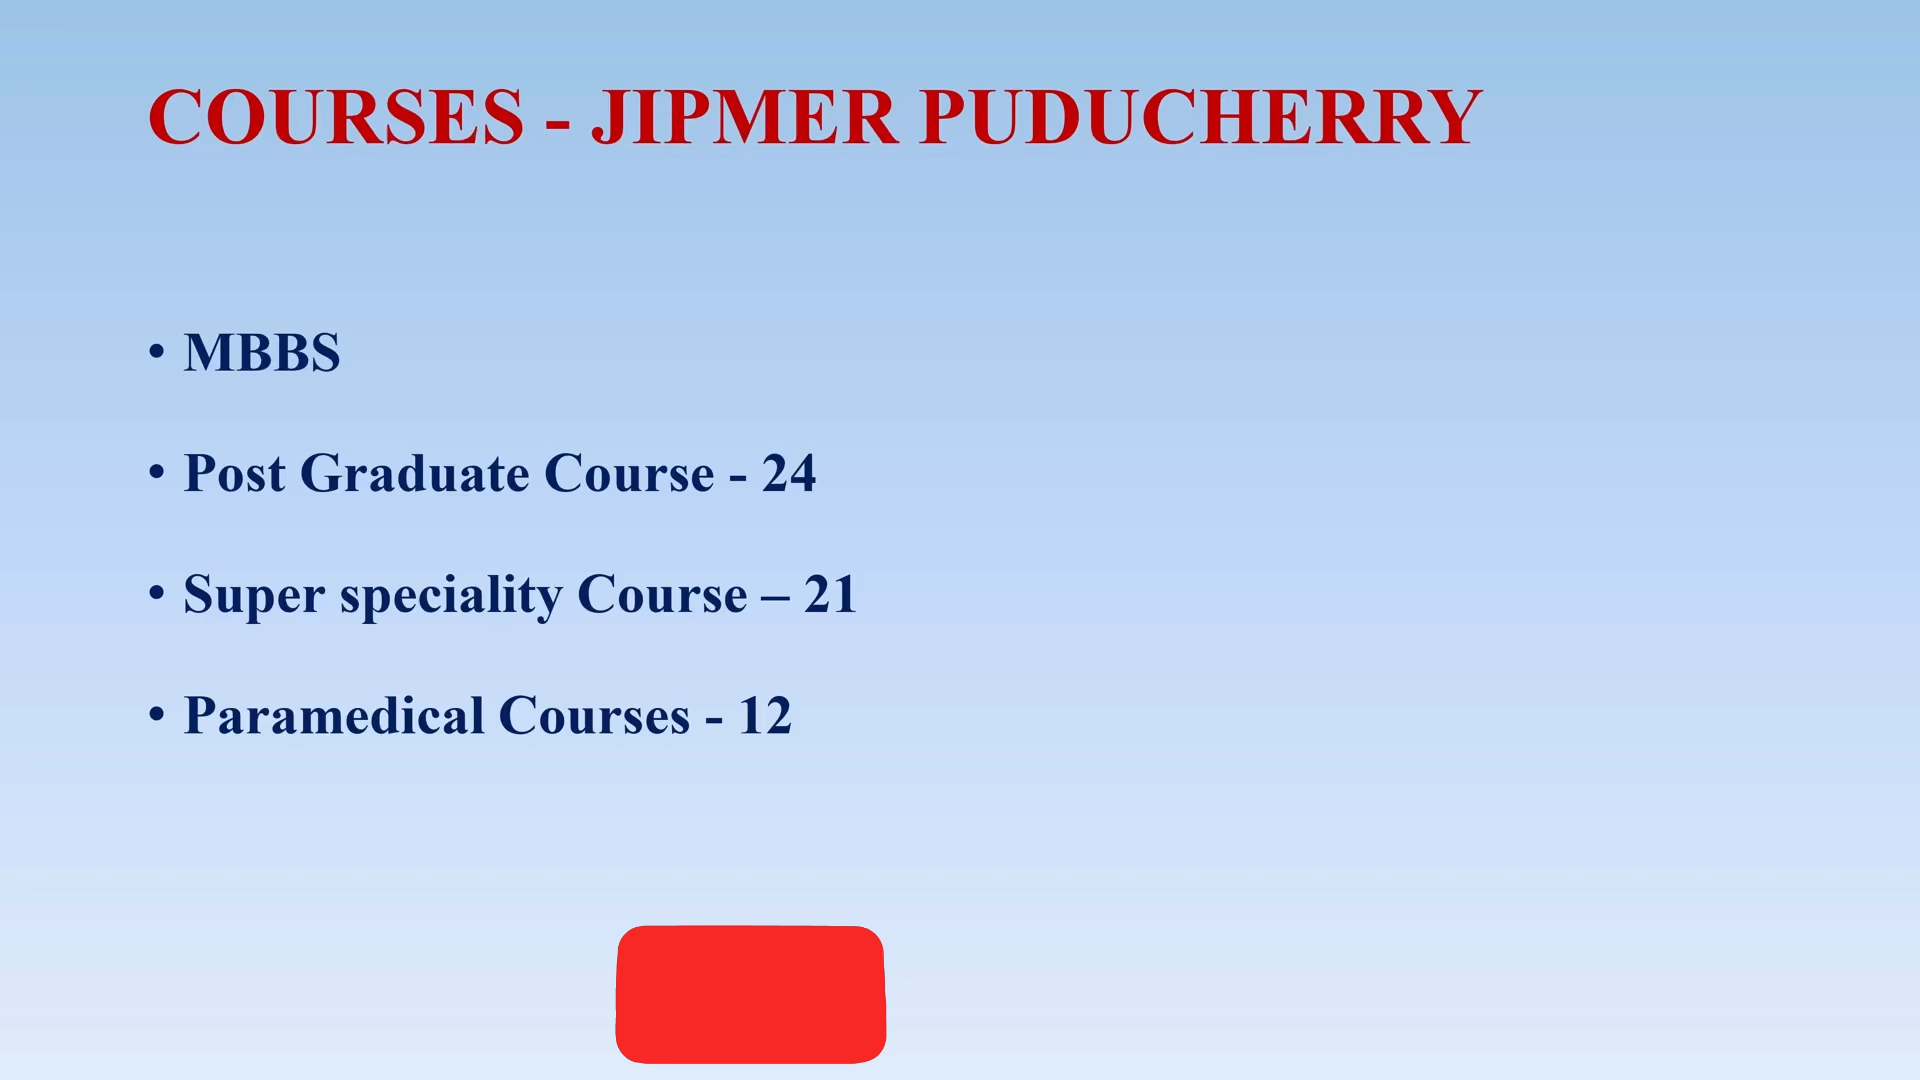 COURSES - JIPMER PUDUCHERRY
• MBBS
• Post Graduate Course - 24
• Super speciality Course – 21
• Paramedical Courses - 12